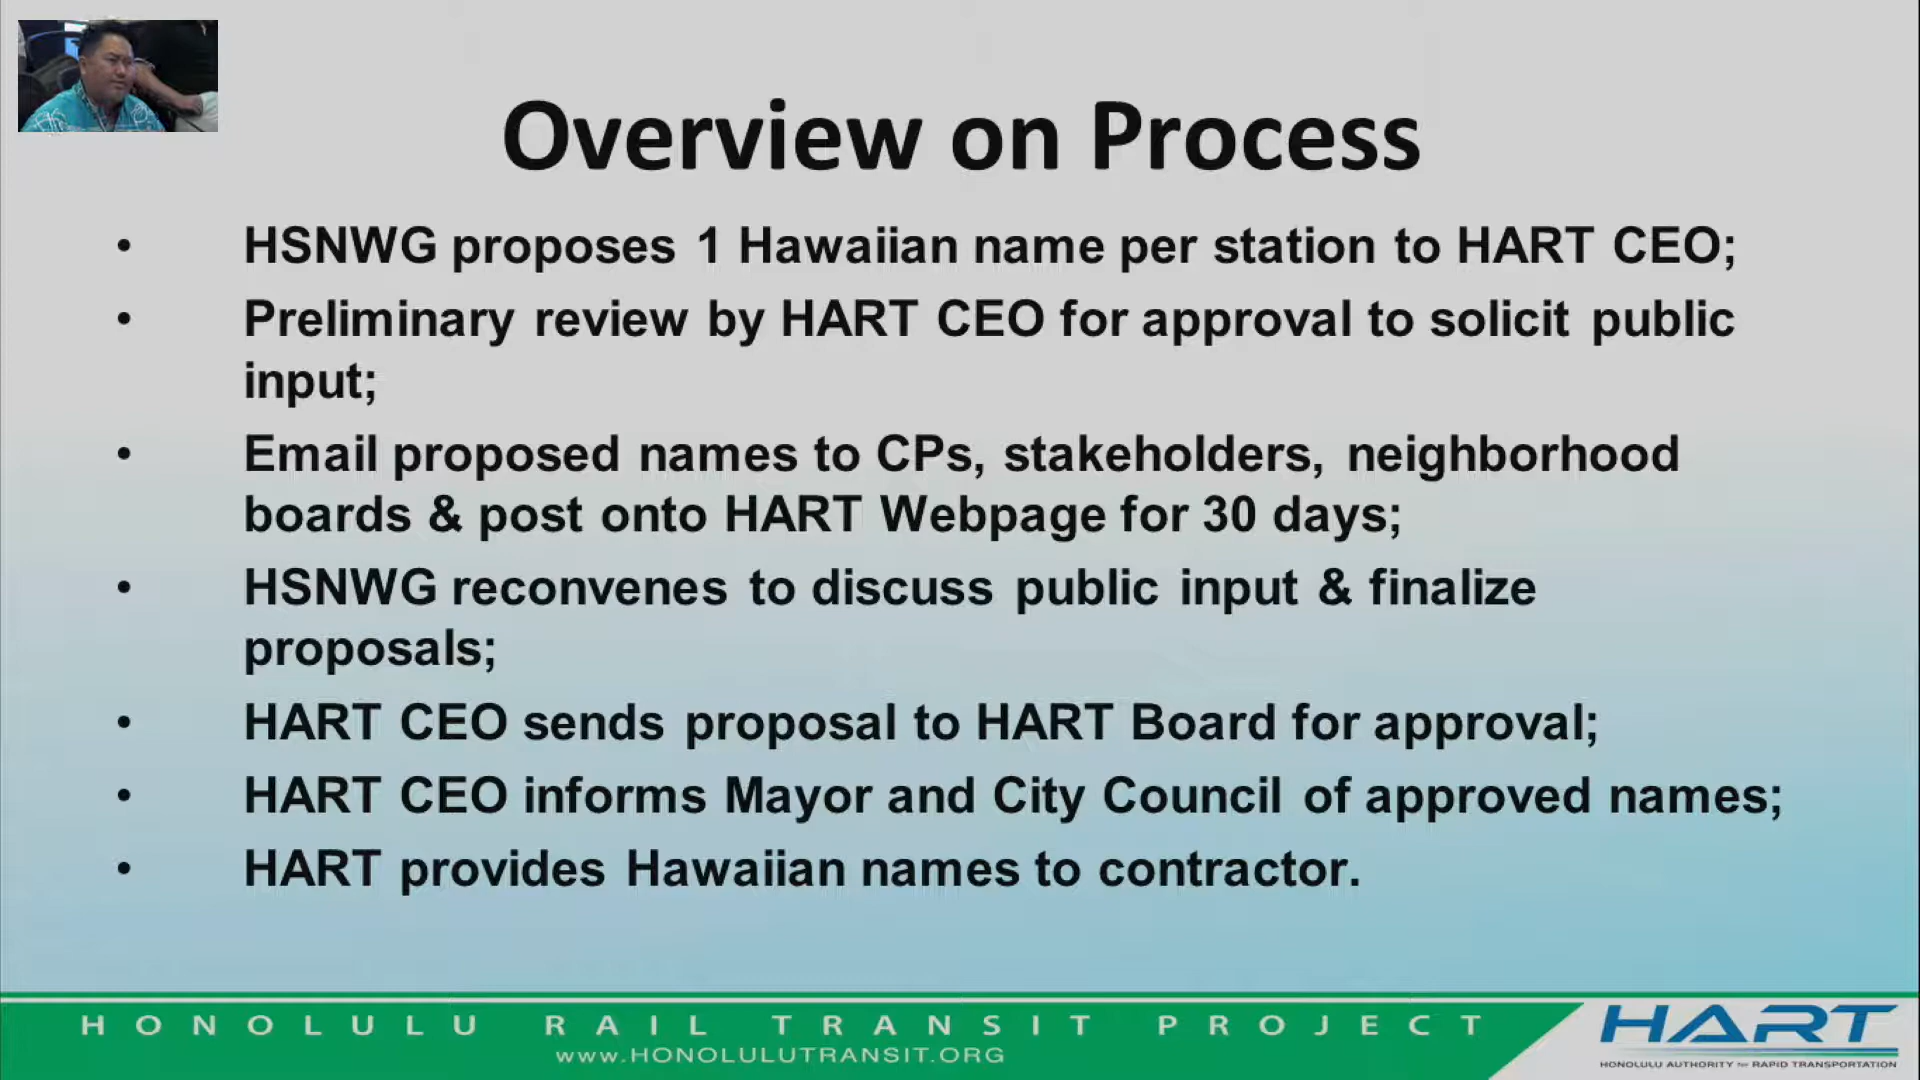 Overview on Process
• HSNWG proposes 1 Hawaiian name per station to HART CEO;
• Preliminary review by HART CEO for approval to solicit public
input;
• Email proposed names to CPs, stakeholders, neighborhood
boards & post onto HART Webpage for 30 days;
• HSNWG reconvenes to discuss public input & finalize
proposals;
• HART CEO sends proposal to HART Board for approval;
• HART CEO informs Mayor and City Council of approved names;
• HART provides Hawaiian names to contractor.
HONOLULU RAIL TRANSIT PROJECT
www.HONOLULUTRANSIT.ORG
HART
HONOLULU AUTHORITY for RAPID TRANSPORTATION